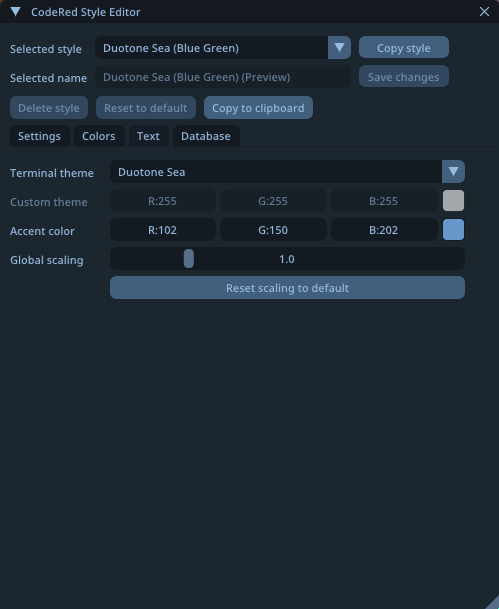 CodeRed Style Editor
Selected style Duotone Sea (Blue Green) Copy style
Selected name Duotone Sea (Blue Green) (Preview) Save changes
Delete style Reset to default Copy to clipboard
Settings Colors Text Database
Terminal theme Duotone Sea
Custom theme R:255 G:255 B:255
Accent color R:102 G:150 B:202
Global scaling 1.0
Reset scaling to default